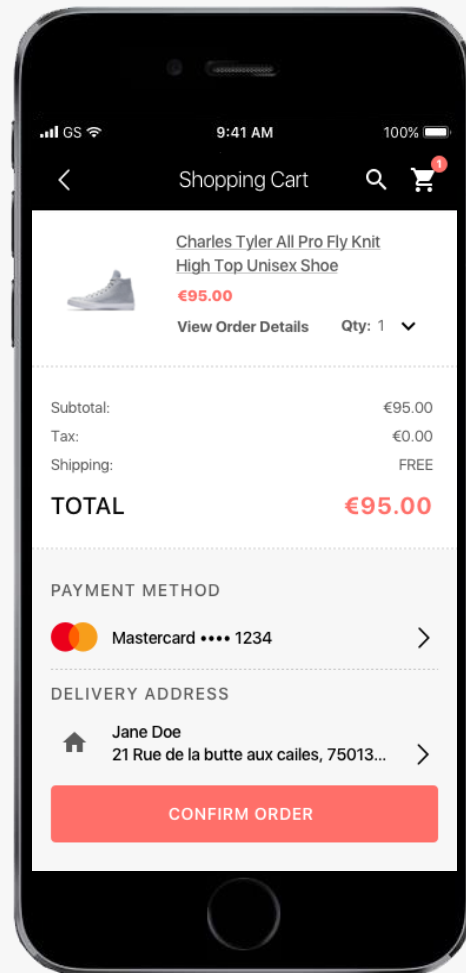 GS 9:41 AM 100%
Shopping Cart 1
Charles Tyler All Pro Fly Knit
High Top Unisex Shoe
€95.00
View Order Details Qty: 1
Subtotal: €95.00
Tax: €0.00
Shipping: FREE
TOTAL €95.00
PAYMENT METHOD
Mastercard •••• 1234
DELIVERY ADDRESS
Jane Doe
21 Rue de la butte aux cailes, 75013...
CONFIRM ORDER